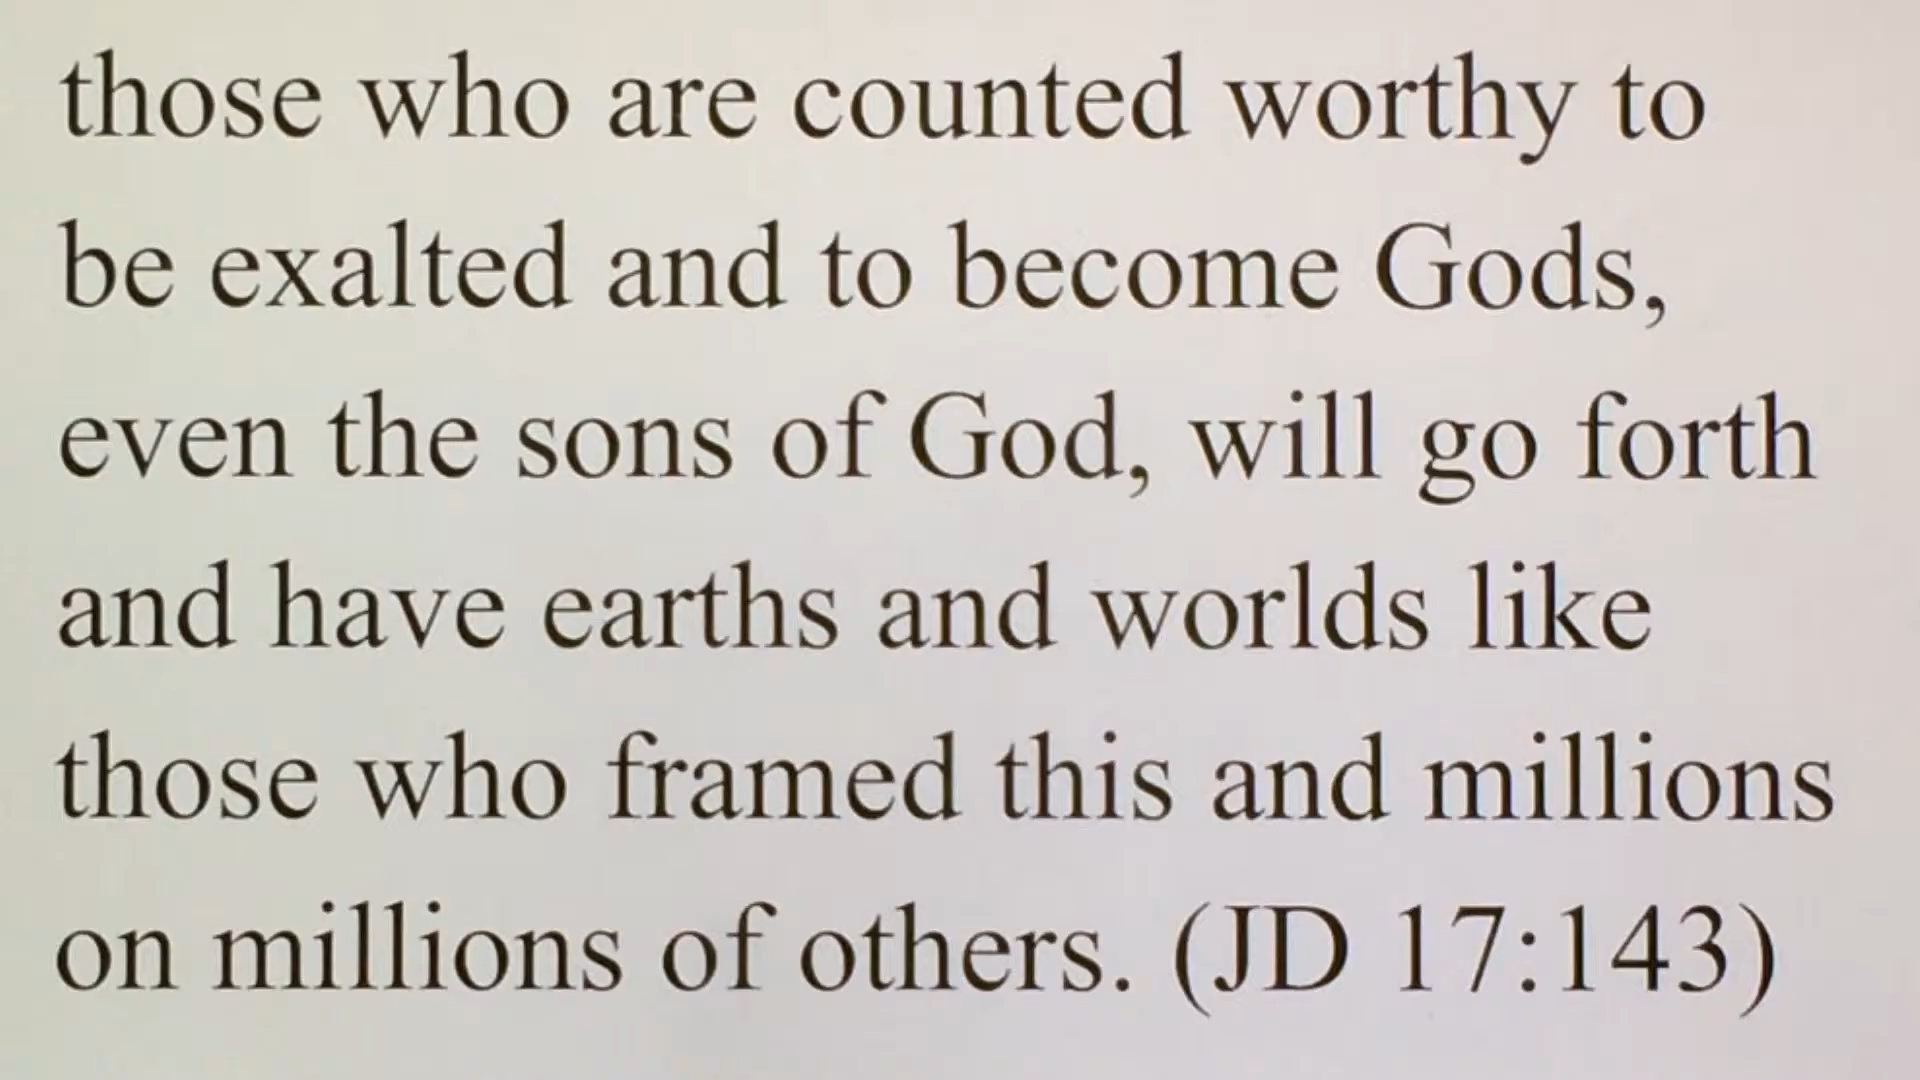 those who are counted worthy to
be exalted and to become Gods,
even the sons of God, will go forth
and have earths and worlds like
those who framed this and millions
on millions of others. (JD 17:143)